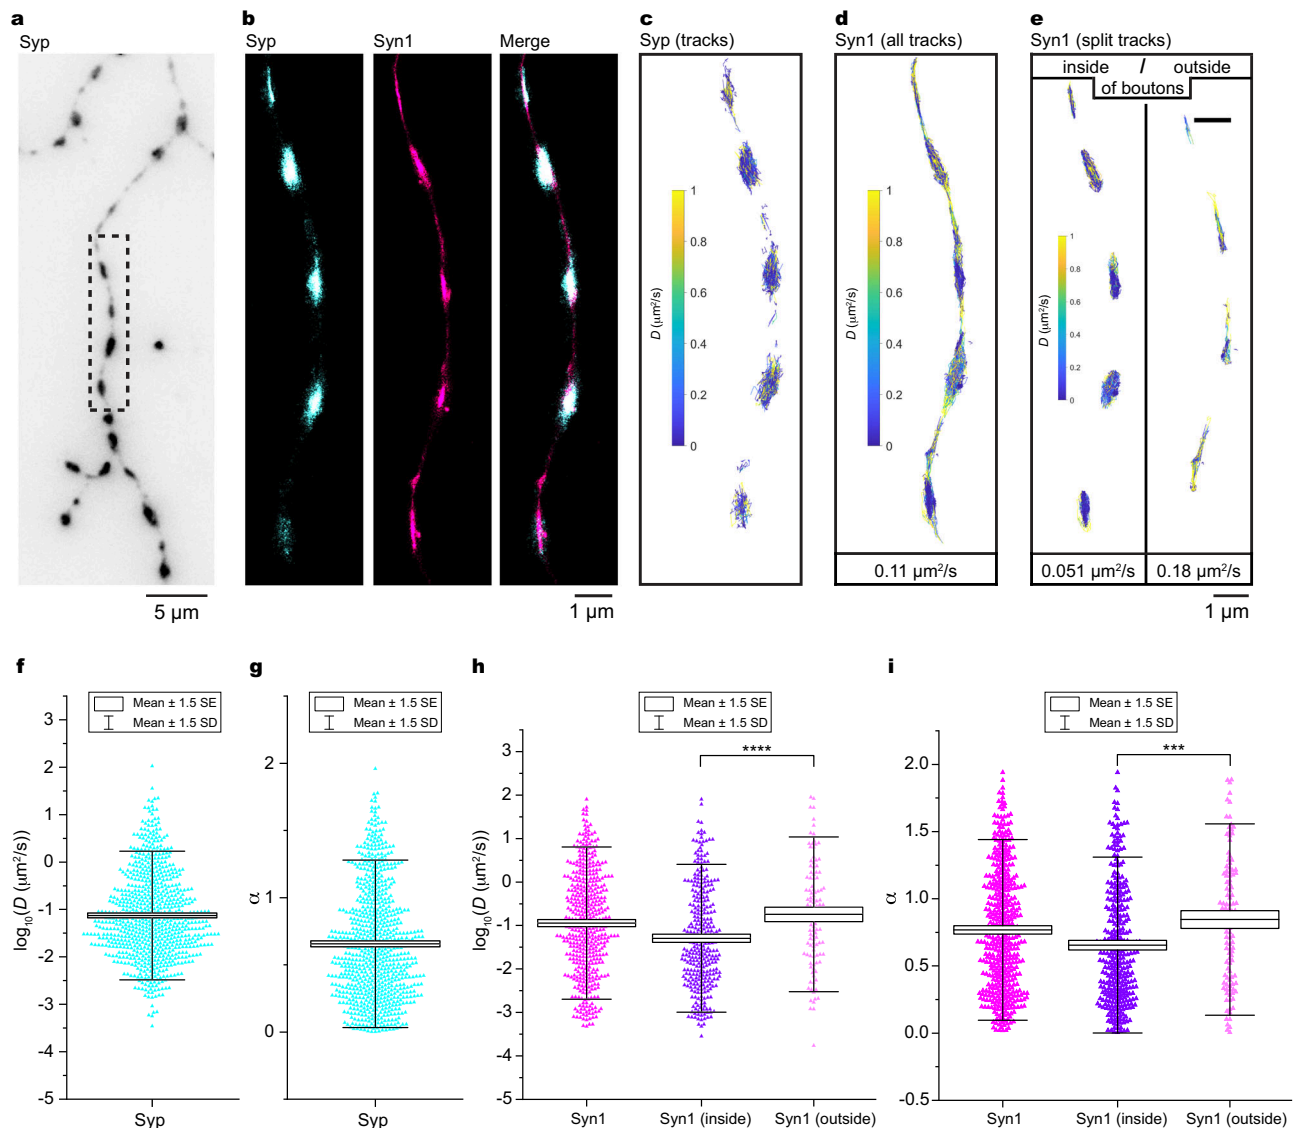 a
Syp
5 µm
b
Syp
Syn1
Merge
1 µm
c
Syp (tracks)
1
0.8
0.6
0.4
0.2
0
D (µm²/s)
d
Syn1 (all tracks)
1
0.8
0.6
0.4
0.2
0
D (µm²/s)
0.11 µm²/s
e
Syn1 (split tracks)
inside / outside
of boutons
1
0.8
0.6
0.4
0.2
0
D (µm²/s)
0.051 µm²/s
0.18 µm²/s
1 µm
f
Mean ± 1.5 SE
Mean ± 1.5 SD
log₁₀(D (µm²/s))
3
2
1
0
-1
-2
-3
-4
-5
Syp
g
Mean ± 1.5 SE
Mean ± 1.5 SD
α
2
1
0
Syp
h
Mean ± 1.5 SE
Mean ± 1.5 SD
****
log₁₀(D (µm²/s))
3
2
1
0
-1
-2
-3
-4
-5
Syn1
Syn1 (inside)
Syn1 (outside)
i
Mean ± 1.5 SE
Mean ± 1.5 SD
***
α
2.0
1.5
1.0
0.5
0.0
-0.5
Syn1
Syn1 (inside)
Syn1 (outside)